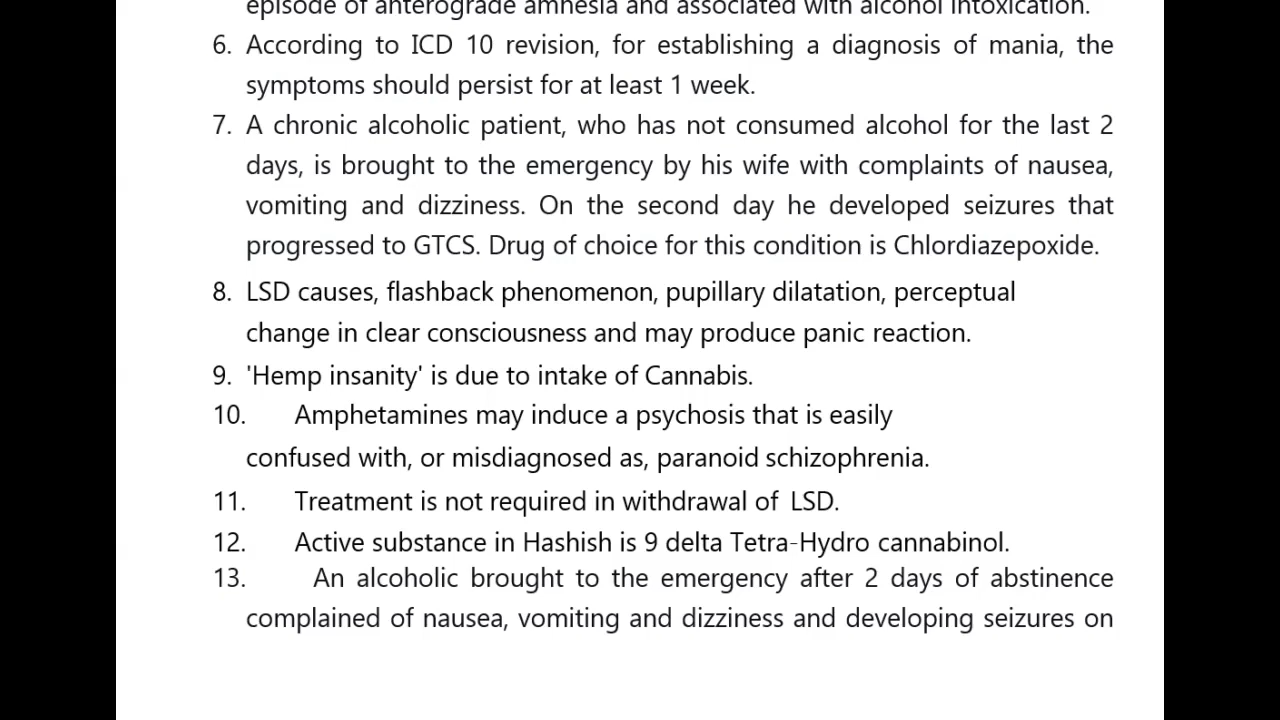 episode of anterograde amnesia and associated with alcohol intoxication.
6. According to ICD 10 revision, for establishing a diagnosis of mania, the
symptoms should persist for at least 1 week.
7. A chronic alcoholic patient, who has not consumed alcohol for the last 2
days, is brought to the emergency by his wife with complaints of nausea,
vomiting and dizziness. On the second day he developed seizures that
progressed to GTCS. Drug of choice for this condition is Chlordiazepoxide.
8. LSD causes, flashback phenomenon, pupillary dilatation, perceptual
change in clear consciousness and may produce panic reaction.
9. 'Hemp insanity' is due to intake of Cannabis.
10. Amphetamines may induce a psychosis that is easily
confused with, or misdiagnosed as, paranoid schizophrenia.
11. Treatment is not required in withdrawal of LSD.
12. Active substance in Hashish is 9 delta Tetra-Hydro cannabinol.
13. An alcoholic brought to the emergency after 2 days of abstinence
complained of nausea, vomiting and dizziness and developing seizures on